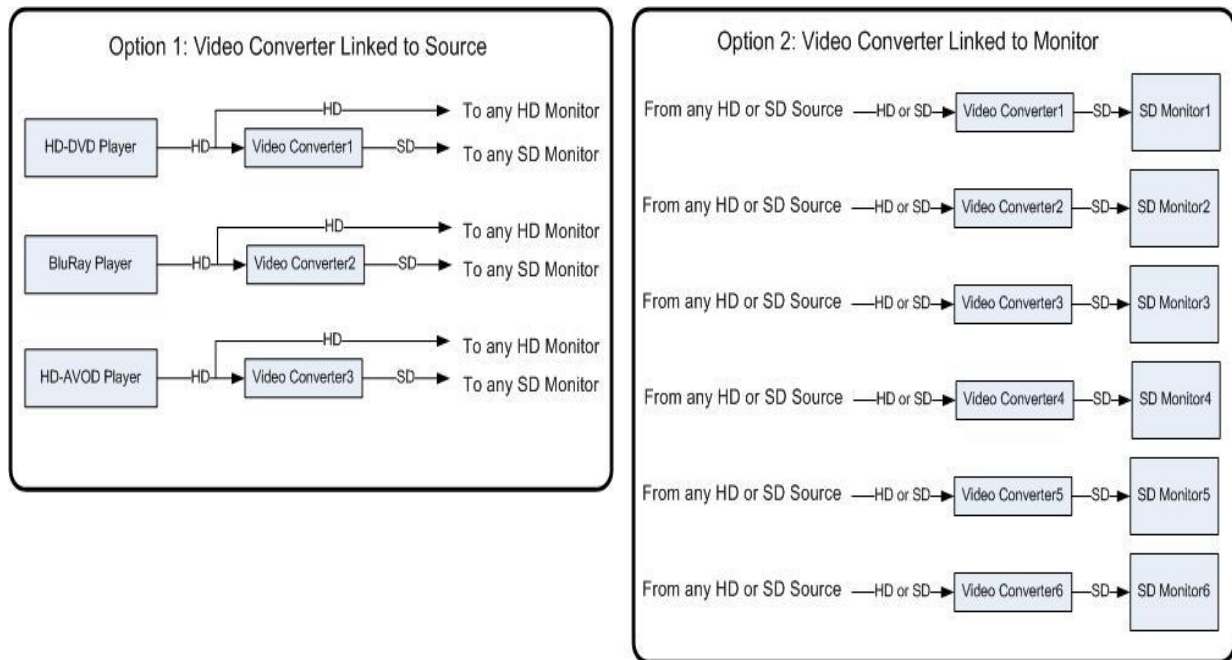 Option 1: Video Converter Linked to Source
HD
To any HD Monitor
HD-DVD Player
HD
Video Converter1
SD
To any SD Monitor
HD
To any HD Monitor
BluRay Player
HD
Video Converter2
SD
To any SD Monitor
HD
To any HD Monitor
HD-AVOD Player
HD
Video Converter3
SD
To any SD Monitor
Option 2: Video Converter Linked to Monitor
From any HD or SD Source
HD or SD
Video Converter1
SD
SD Monitor1
From any HD or SD Source
HD or SD
Video Converter2
SD
SD Monitor2
From any HD or SD Source
HD or SD
Video Converter3
SD
SD Monitor3
From any HD or SD Source
HD or SD
Video Converter4
SD
SD Monitor4
From any HD or SD Source
HD or SD
Video Converter5
SD
SD Monitor5
From any HD or SD Source
HD or SD
Video Converter6
SD
SD Monitor6